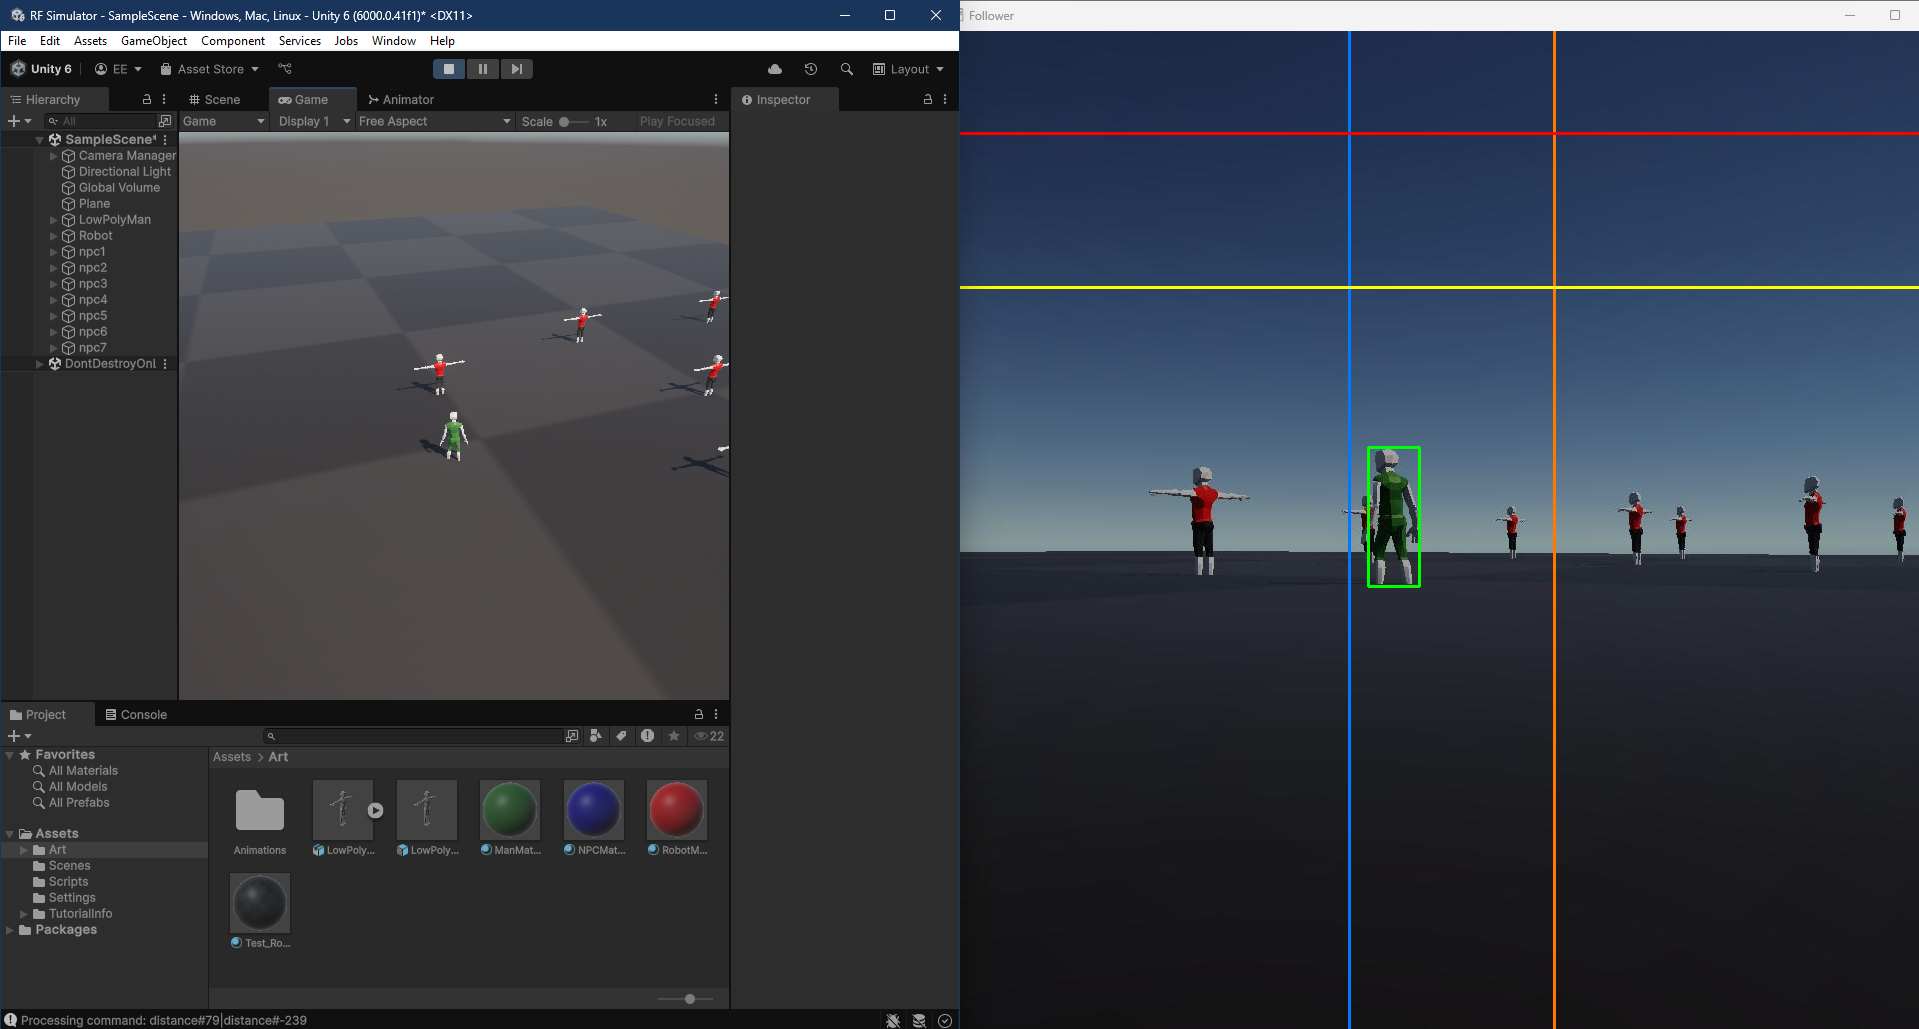 RF Simulator - SampleScene - Windows, Mac, Linux - Unity 6 (6000.0.41f1)* <DX11>
File Edit Assets GameObject Component Services Jobs Window Help
Unity 6 EE Asset Store Layout
Hierarchy
All
SampleScene*
Camera Manager
Directional Light
Global Volume
Plane
LowPolyMan
Robot
npc1
npc2
npc3
npc4
npc5
npc6
npc7
DontDestroyOnl
Scene Game Animator
Game Display 1 Free Aspect Scale 1x Play Focused
Inspector
Project Console
22
Favorites
All Materials
All Models
All Prefabs
Assets
Art
Scenes
Scripts
Settings
TutorialInfo
Packages
Assets > Art
Animations LowPoly... LowPoly... ManMat... NPCMat... RobotM...
Test_Ro...
Processing command: distance#79|distance#-239
Follower